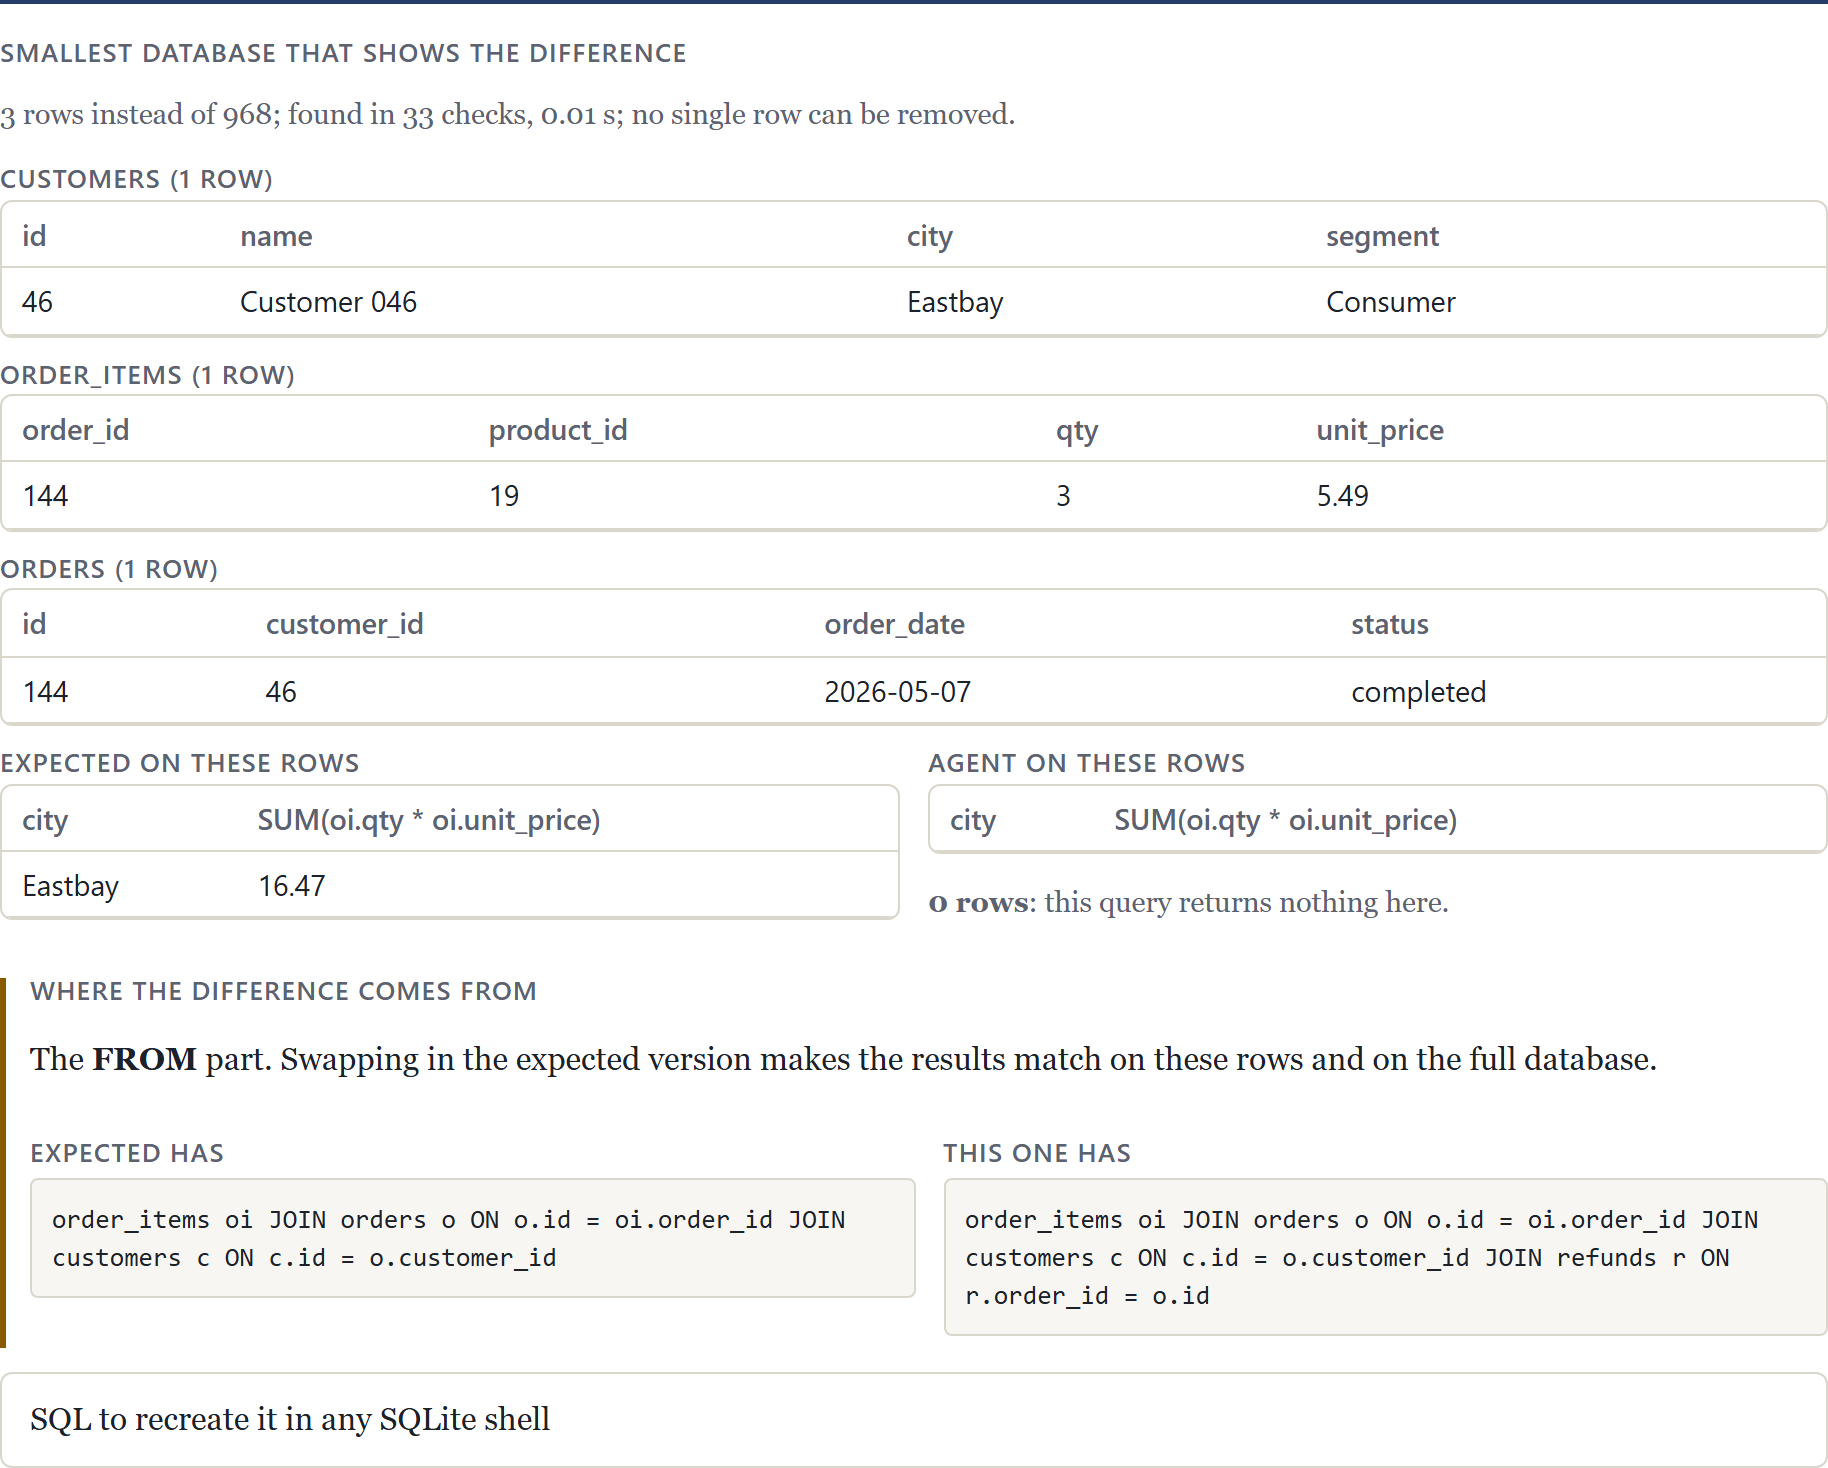 SMALLEST DATABASE THAT SHOWS THE DIFFERENCE
3 rows instead of 968; found in 33 checks, 0.01 s; no single row can be removed.
CUSTOMERS (1 ROW)
id name city segment
46 Customer 046 Eastbay Consumer
ORDER_ITEMS (1 ROW)
order_id product_id qty unit_price
144 19 3 5.49
ORDERS (1 ROW)
id customer_id order_date status
144 46 2026-05-07 completed
EXPECTED ON THESE ROWS
city SUM(oi.qty * oi.unit_price)
Eastbay 16.47
AGENT ON THESE ROWS
city SUM(oi.qty * oi.unit_price)
0 rows: this query returns nothing here.
WHERE THE DIFFERENCE COMES FROM
The FROM part. Swapping in the expected version makes the results match on these rows and on the full database.
EXPECTED HAS
order_items oi JOIN orders o ON o.id = oi.order_id JOIN
customers c ON c.id = o.customer_id
THIS ONE HAS
order_items oi JOIN orders o ON o.id = oi.order_id JOIN
customers c ON c.id = o.customer_id JOIN refunds r ON
r.order_id = o.id
SQL to recreate it in any SQLite shell